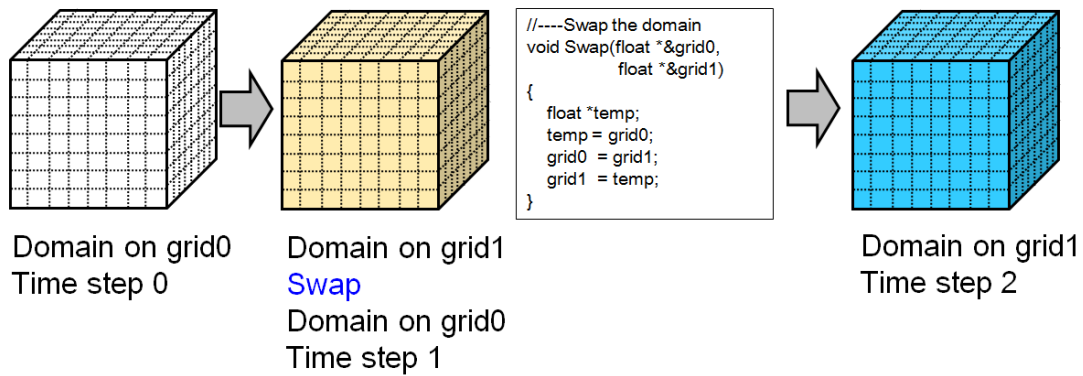 //----Swap the domain
void Swap(float *&grid0,
float *&grid1)
{
float *temp;
temp = grid0;
grid0 = grid1;
grid1 = temp;
}
Domain on grid0
Time step 0
Domain on grid1
Swap
Domain on grid0
Time step 1
Domain on grid1
Time step 2